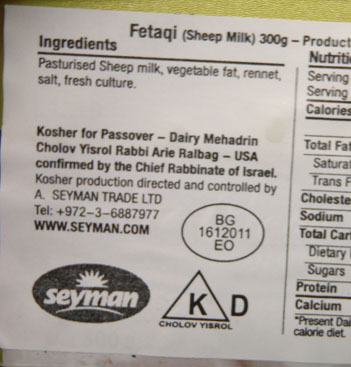 Fetaqi (Sheep Milk) 300g – Product
Ingredients
Pasturised Sheep milk, vegetable fat, rennet,
salt, fresh culture.
Kosher for Passover – Dairy Mehadrin
Cholov Yisrol Rabbi Arie Ralbag – USA
confirmed by the Chief Rabbinate of Israel.
Kosher production directed and controlled by
A. SEYMAN TRADE LTD
Tel: +972-3-6887977
WWW.SEYMAN.COM
BG
1612011
EO
seyman
K D
CHOLOV YISROL
Nutriti
Serving
Serving
Calories
Total Fat
Satura
Trans F
Choleste
Sodium
Total Car
Dietary
Sugars
Protein
Calcium
*Present Dai
calorie diet.